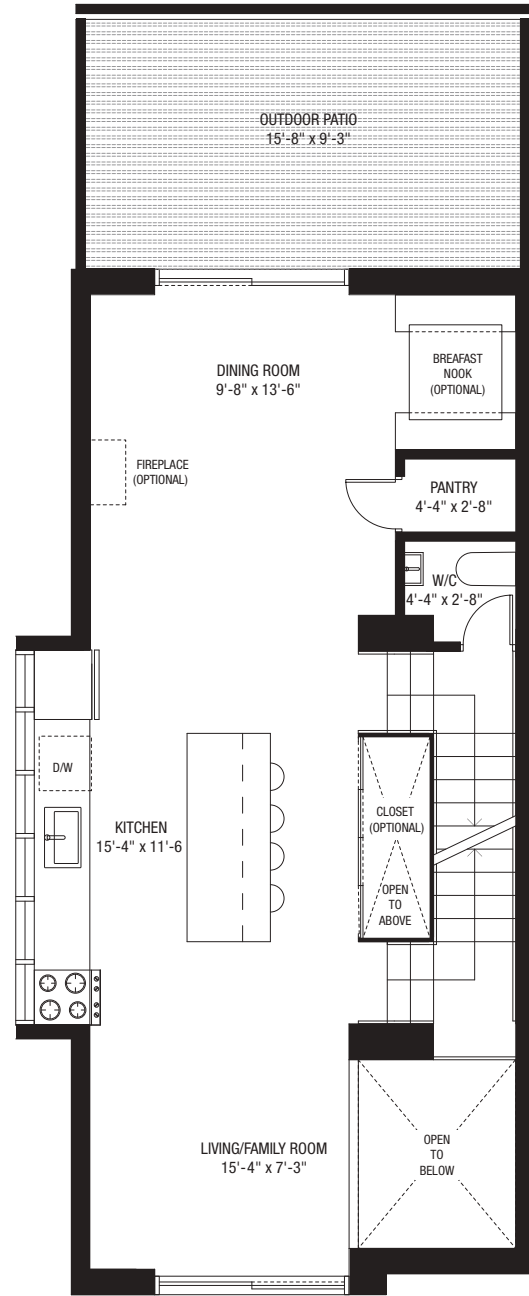 OUTDOOR PATIO
15'-8" x 9'-3"
DINING ROOM
9'-8" x 13'-6"
BREAFAST
NOOK
(OPTIONAL)
FIREPLACE
(OPTIONAL)
PANTRY
4'-4" x 2'-8"
W/C
4'-4" x 2'-8"
D/W
KITCHEN
15'-4" x 11'-6
CLOSET
(OPTIONAL)
OPEN
TO
ABOVE
LIVING/FAMILY ROOM
15'-4" x 7'-3"
OPEN
TO
BELOW